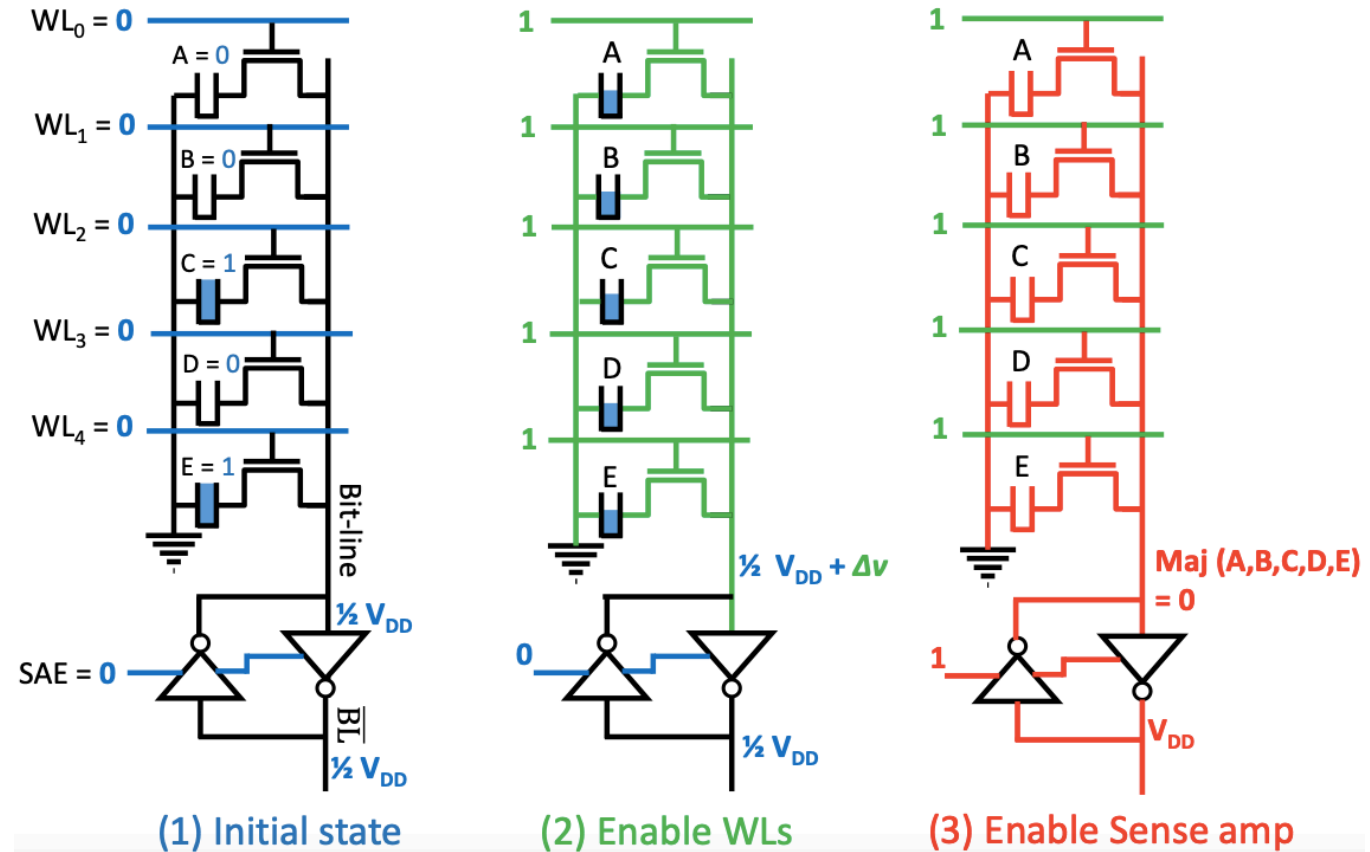 WL0 = 0
A = 0
WL1 = 0
B = 0
WL2 = 0
C = 1
WL3 = 0
D = 0
WL4 = 0
E = 1
Bit-line
½ VDD
SAE = 0
BL
½ VDD
(1) Initial state
1
A
1
B
1
C
1
D
1
E
½ VDD + Δv
0
½ VDD
(2) Enable WLs
1
A
1
B
1
C
1
D
1
E
Maj (A,B,C,D,E)
= 0
1
VDD
(3) Enable Sense amp